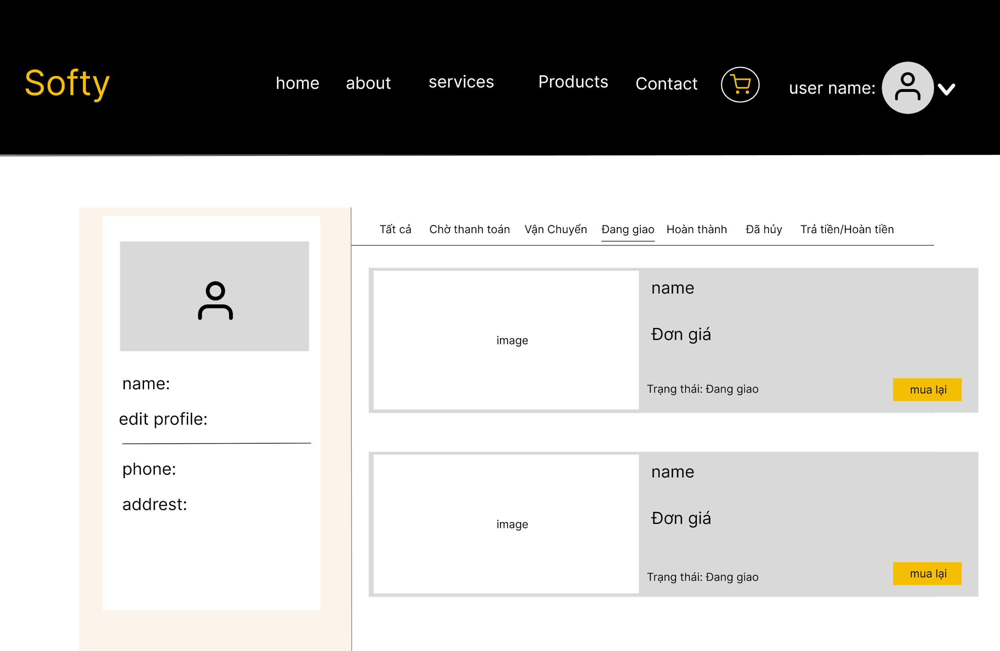 Softy
home about services Products Contact user name:
Tất cả Chờ thanh toán Vận Chuyển Đang giao Hoàn thành Đã hủy Trả tiền/Hoàn tiền
name:
edit profile:
phone:
addrest:
image
name
Đơn giá
Trạng thái: Đang giao
mua lại
image
name
Đơn giá
Trạng thái: Đang giao
mua lại